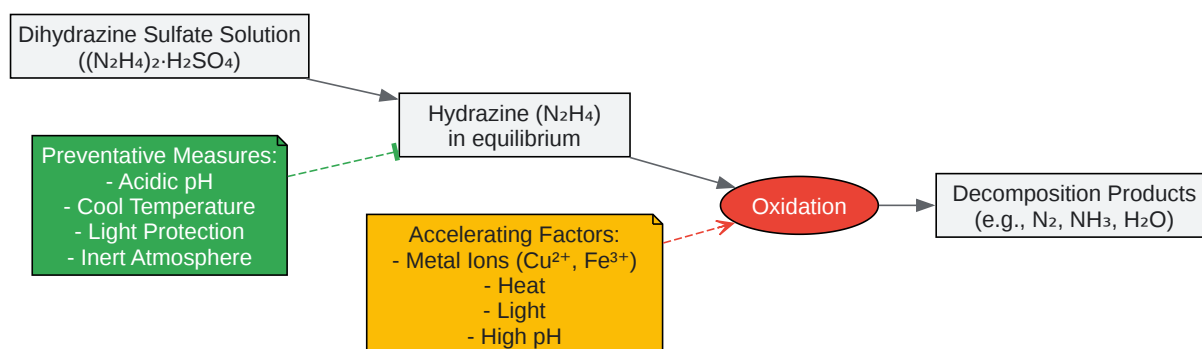 Dihydrazine Sulfate Solution
((N₂H₄)₂·H₂SO₄)
Hydrazine (N₂H₄)
in equilibrium
Preventative Measures:
- Acidic pH
- Cool Temperature
- Light Protection
- Inert Atmosphere
Oxidation
Decomposition Products
(e.g., N₂, NH₃, H₂O)
Accelerating Factors:
- Metal Ions (Cu²⁺, Fe³⁺)
- Heat
- Light
- High pH